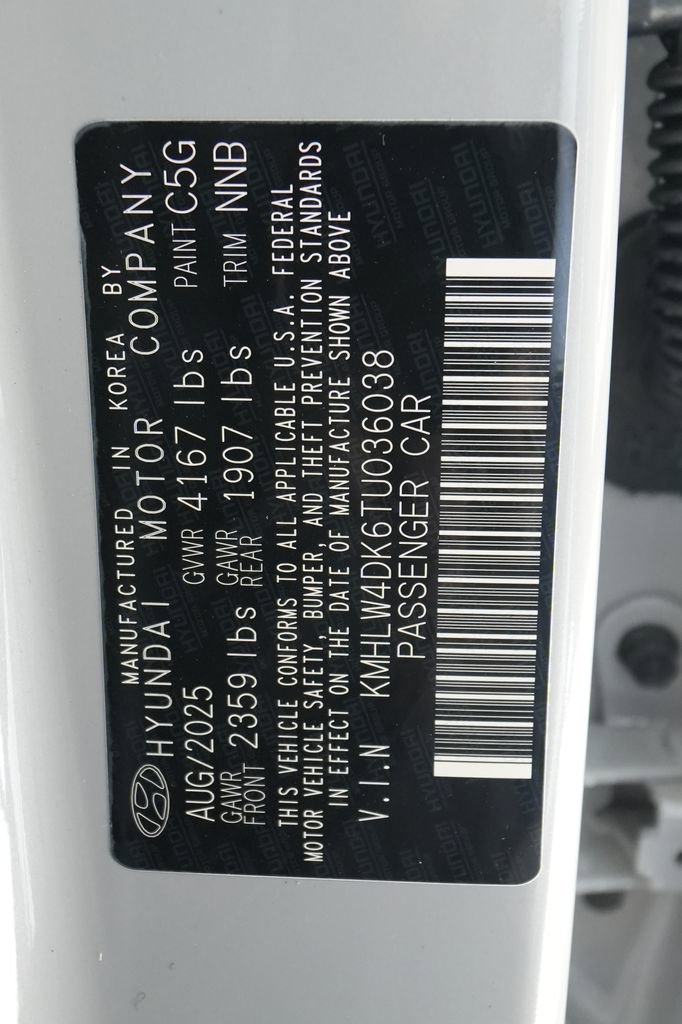 MANUFACTURED IN KOREA BY
HYUNDAI MOTOR COMPANY
AUG/2025 GVWR 4167 lbs PAINT C5G
GAWR FRONT 2359 lbs GAWR REAR 1907 lbs TRIM NNB
THIS VEHICLE CONFORMS TO ALL APPLICABLE U.S.A. FEDERAL
MOTOR VEHICLE SAFETY, BUMPER, AND THEFT PREVENTION STANDARDS
IN EFFECT ON THE DATE OF MANUFACTURE SHOWN ABOVE
V.I.N KMHLW4DK6TU036038
PASSENGER CAR